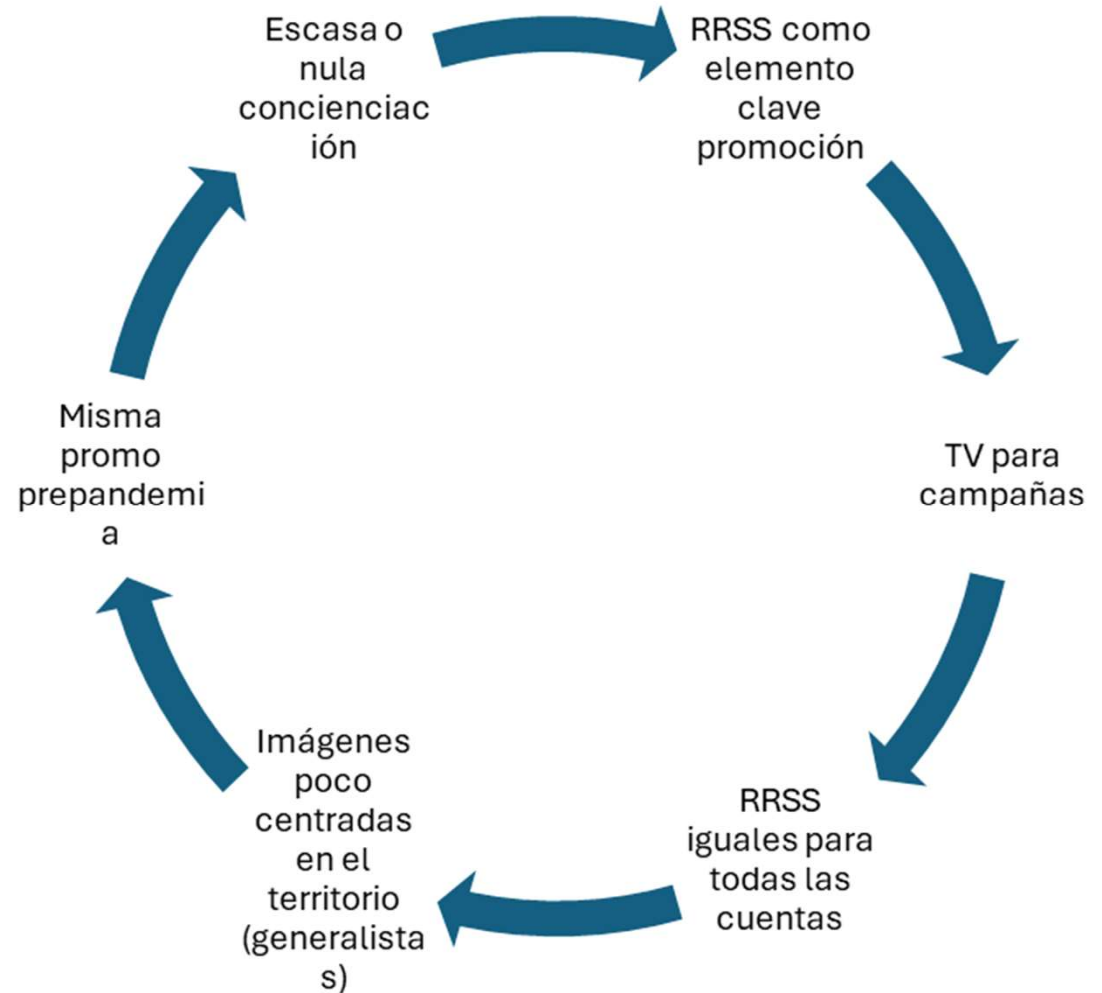 Escasa o
nula
concienciac
ión
RRSS como
elemento
clave
promoción
TV para
campañas
RRSS
iguales para
todas las
cuentas
Imágenes
poco
centradas
en el
territorio
(generalista
s)
Misma
promo
prepandemi
a